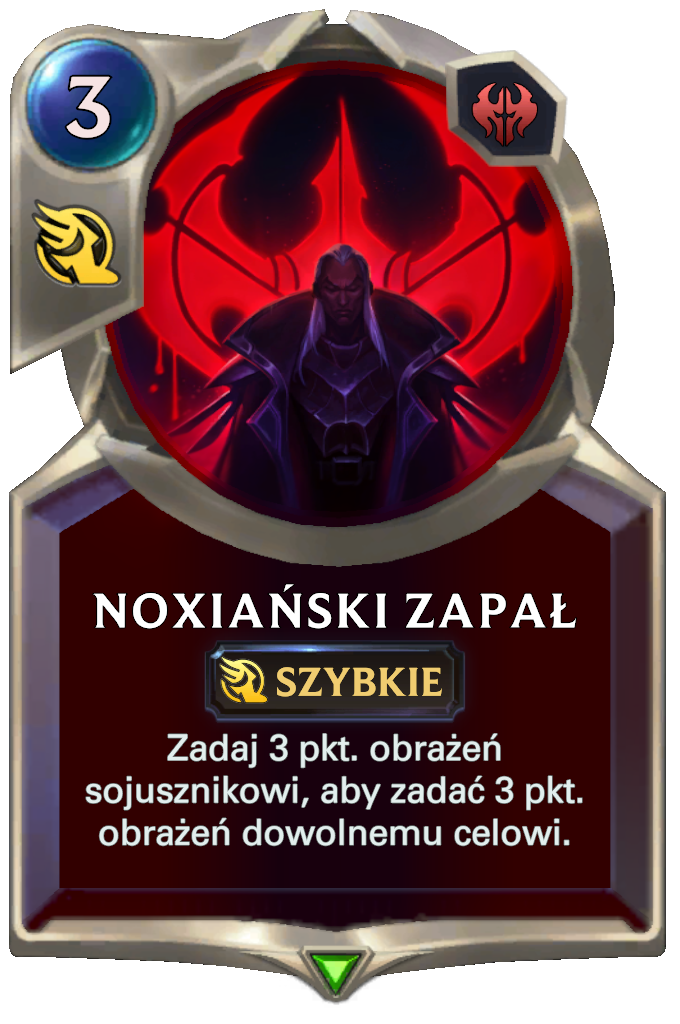 3
NOXIAŃSKI ZAPAŁ
SZYBKIE
Zadaj 3 pkt. obrażeń
sojusznikowi, aby zadać 3 pkt.
obrażeń dowolnemu celowi.